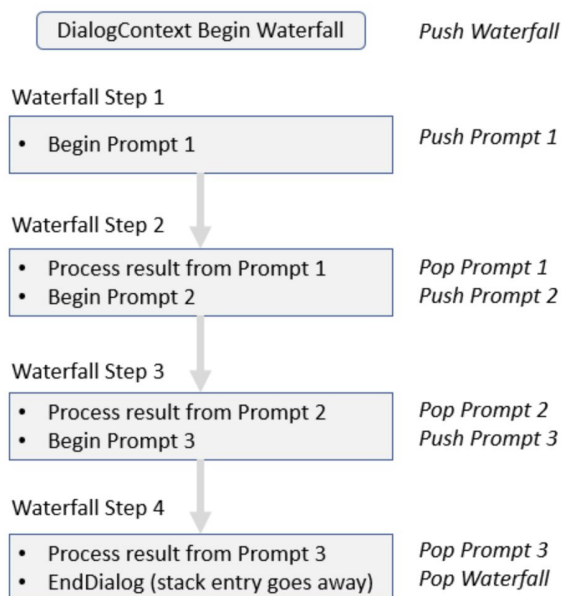 DialogContext Begin Waterfall
Push Waterfall
Waterfall Step 1
• Begin Prompt 1
Push Prompt 1
Waterfall Step 2
• Process result from Prompt 1
Pop Prompt 1
• Begin Prompt 2
Push Prompt 2
Waterfall Step 3
• Process result from Prompt 2
Pop Prompt 2
• Begin Prompt 3
Push Prompt 3
Waterfall Step 4
• Process result from Prompt 3
Pop Prompt 3
• EndDialog (stack entry goes away)
Pop Waterfall